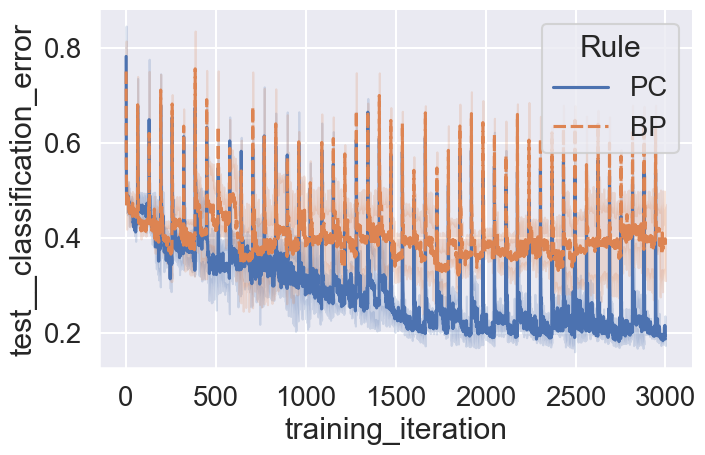 Rule
PC
BP
0.8
0.6
0.4
0.2
test__classification_error
0 500 1000 1500 2000 2500 3000
training_iteration